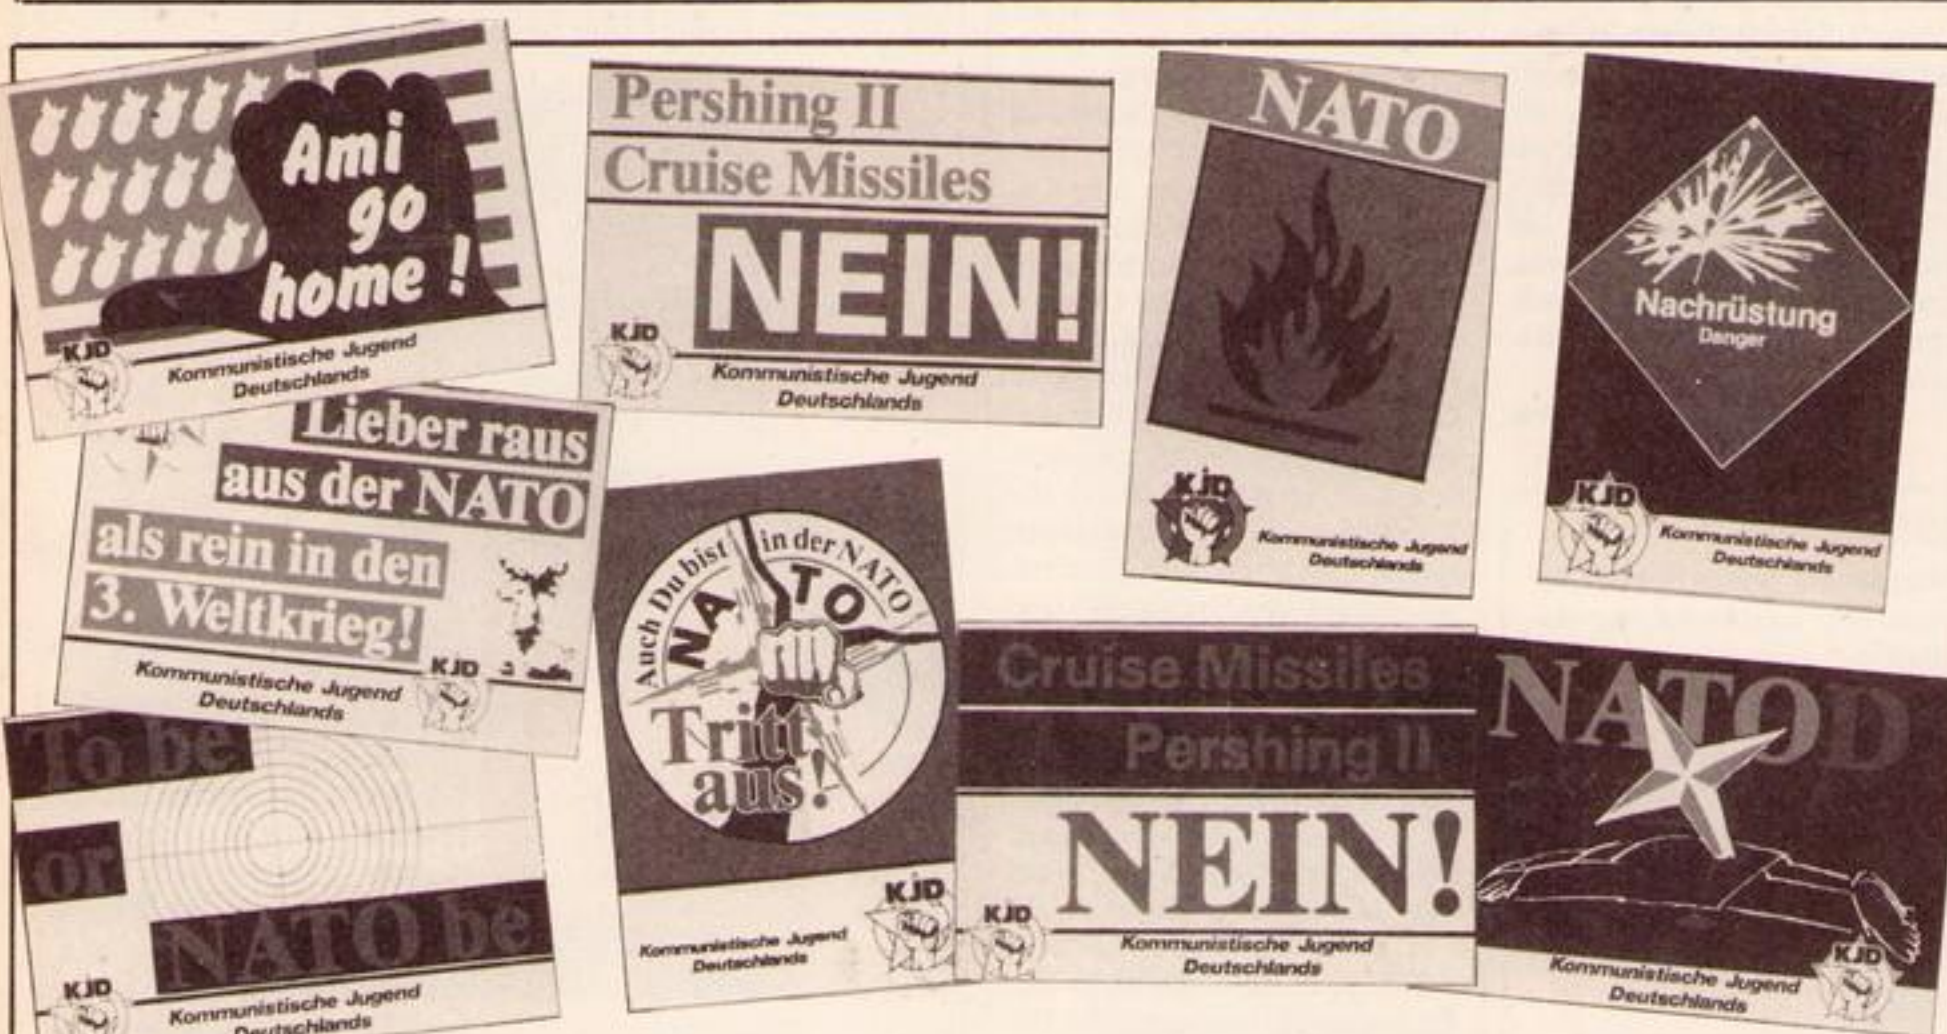 Ami
go
home !
KJD
Kommunistische Jugend
Deutschlands
Pershing II
Cruise Missiles
NEIN!
KJD
Kommunistische Jugend
Deutschlands
NATO
KJD
Kommunistische Jugend
Deutschlands
Nachrüstung
Danger
KJD
Kommunistische Jugend
Deutschlands
Lieber raus
aus der NATO
als rein in den
3. Weltkrieg!
Kommunistische Jugend
Deutschlands
KJD
Auch Du bist in der NATO
NATO
Tritt
aus!
KJD
Kommunistische Jugend
Deutschlands
Cruise Missiles
Pershing II
NEIN!
KJD
Kommunistische Jugend
Deutschlands
NATOD
Kommunistische Jugend
Deutschlands
KJD
To be
or
NATO be
KJD
Kommunistische Jugend
Deutschlands